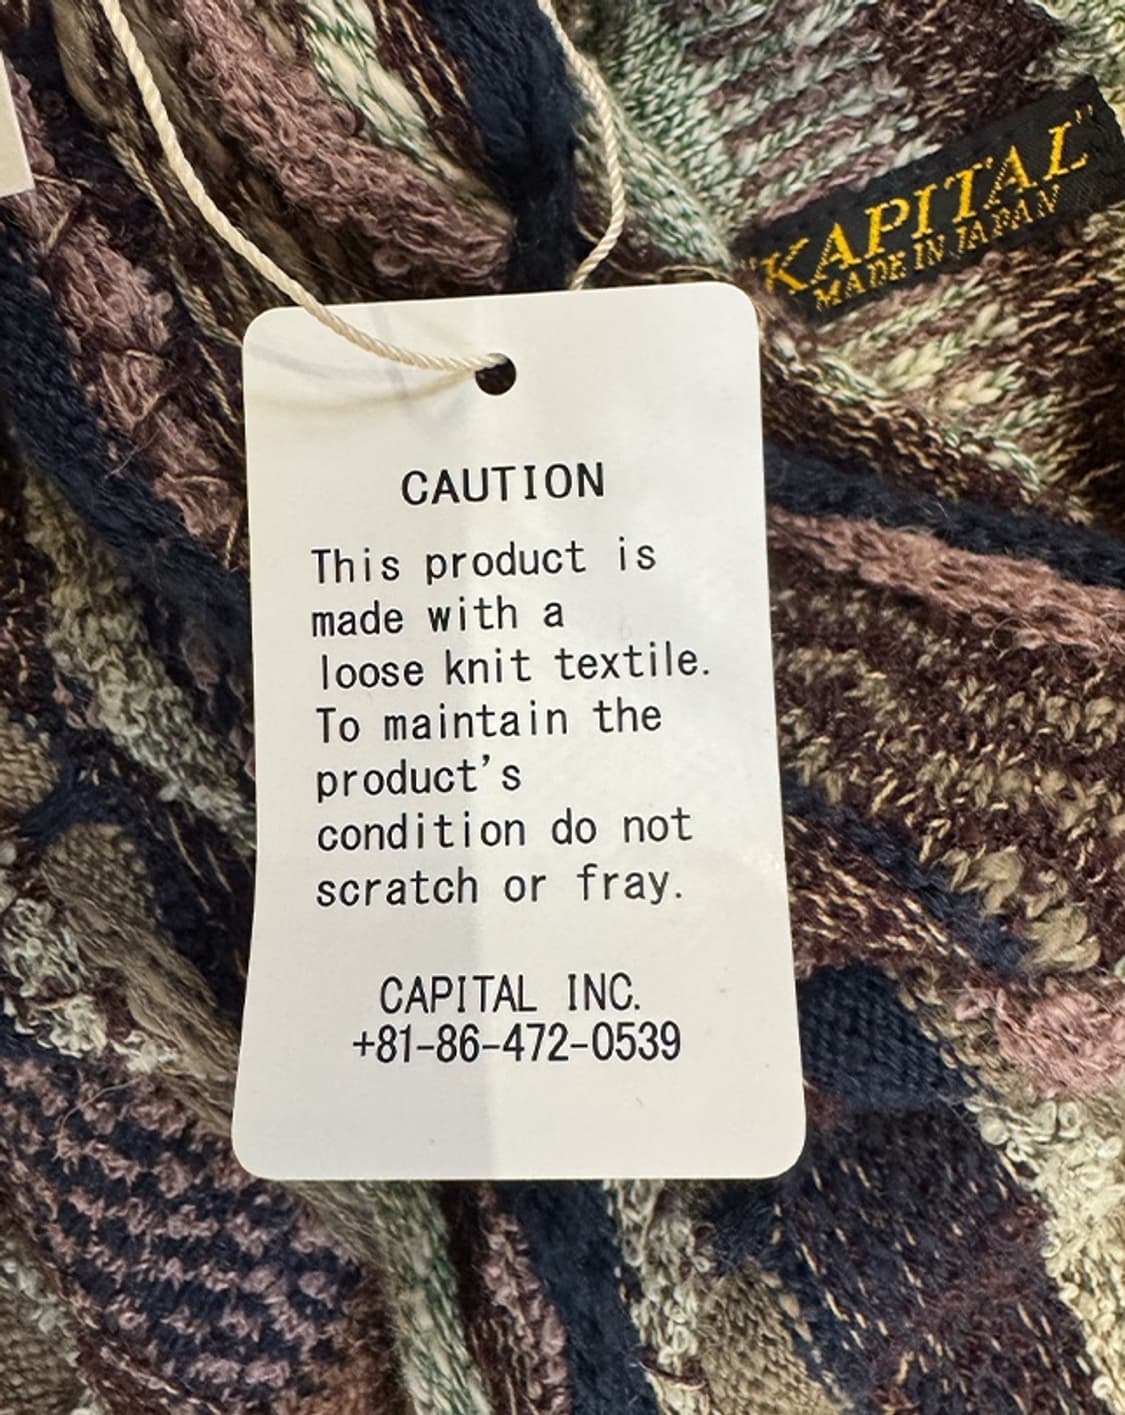 "KAPITAL"
MADE IN JAPAN
CAUTION
This product is
made with a
loose knit textile.
To maintain the
product's
condition do not
scratch or fray.
CAPITAL INC.
+81-86-472-0539